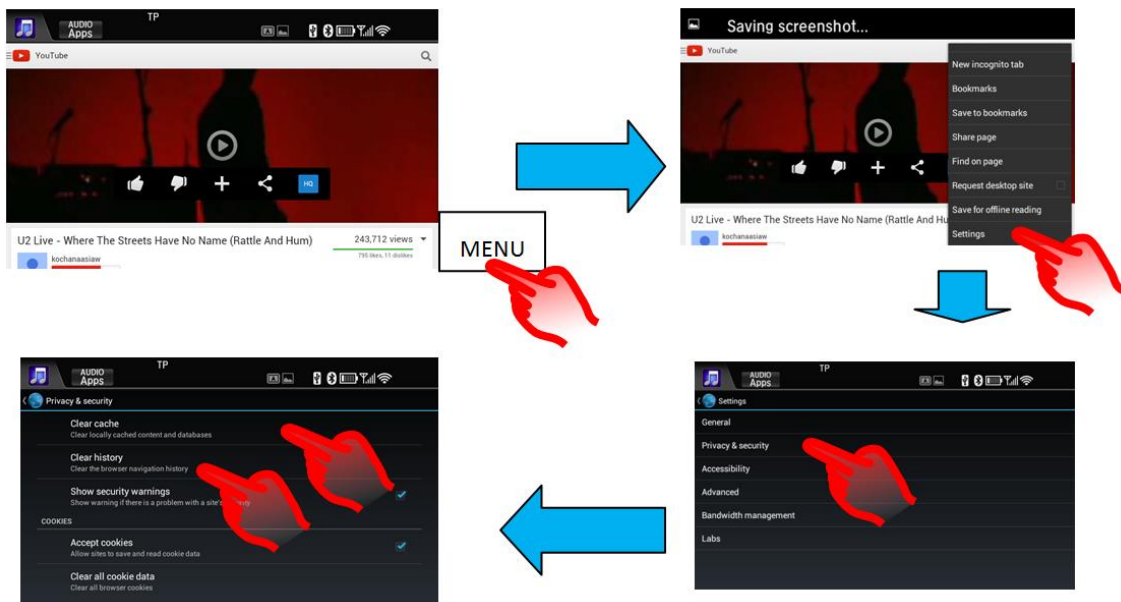 TP
AUDIO
Apps
YouTube
HQ
U2 Live - Where The Streets Have No Name (Rattle And Hum)
243,712 views
kochanaasiaw
795 likes, 11 dislikes
MENU
Saving screenshot...
YouTube
New incognito tab
Bookmarks
Save to bookmarks
Share page
Find on page
Request desktop site
Save for offline reading
Settings
U2 Live - Where The Streets Have No Name (Rattle And Hu
kochanaasiaw
TP
AUDIO
Apps
Settings
General
Privacy & security
Accessibility
Advanced
Bandwidth management
Labs
TP
AUDIO
Apps
Privacy & security
Clear cache
Clear locally cached content and databases
Clear history
Clear the browser navigation history
Show security warnings
Show warning if there is a problem with a site's
COOKIES
Accept cookies
Allow sites to save and read cookie data
Clear all cookie data
Clear all browser cookies